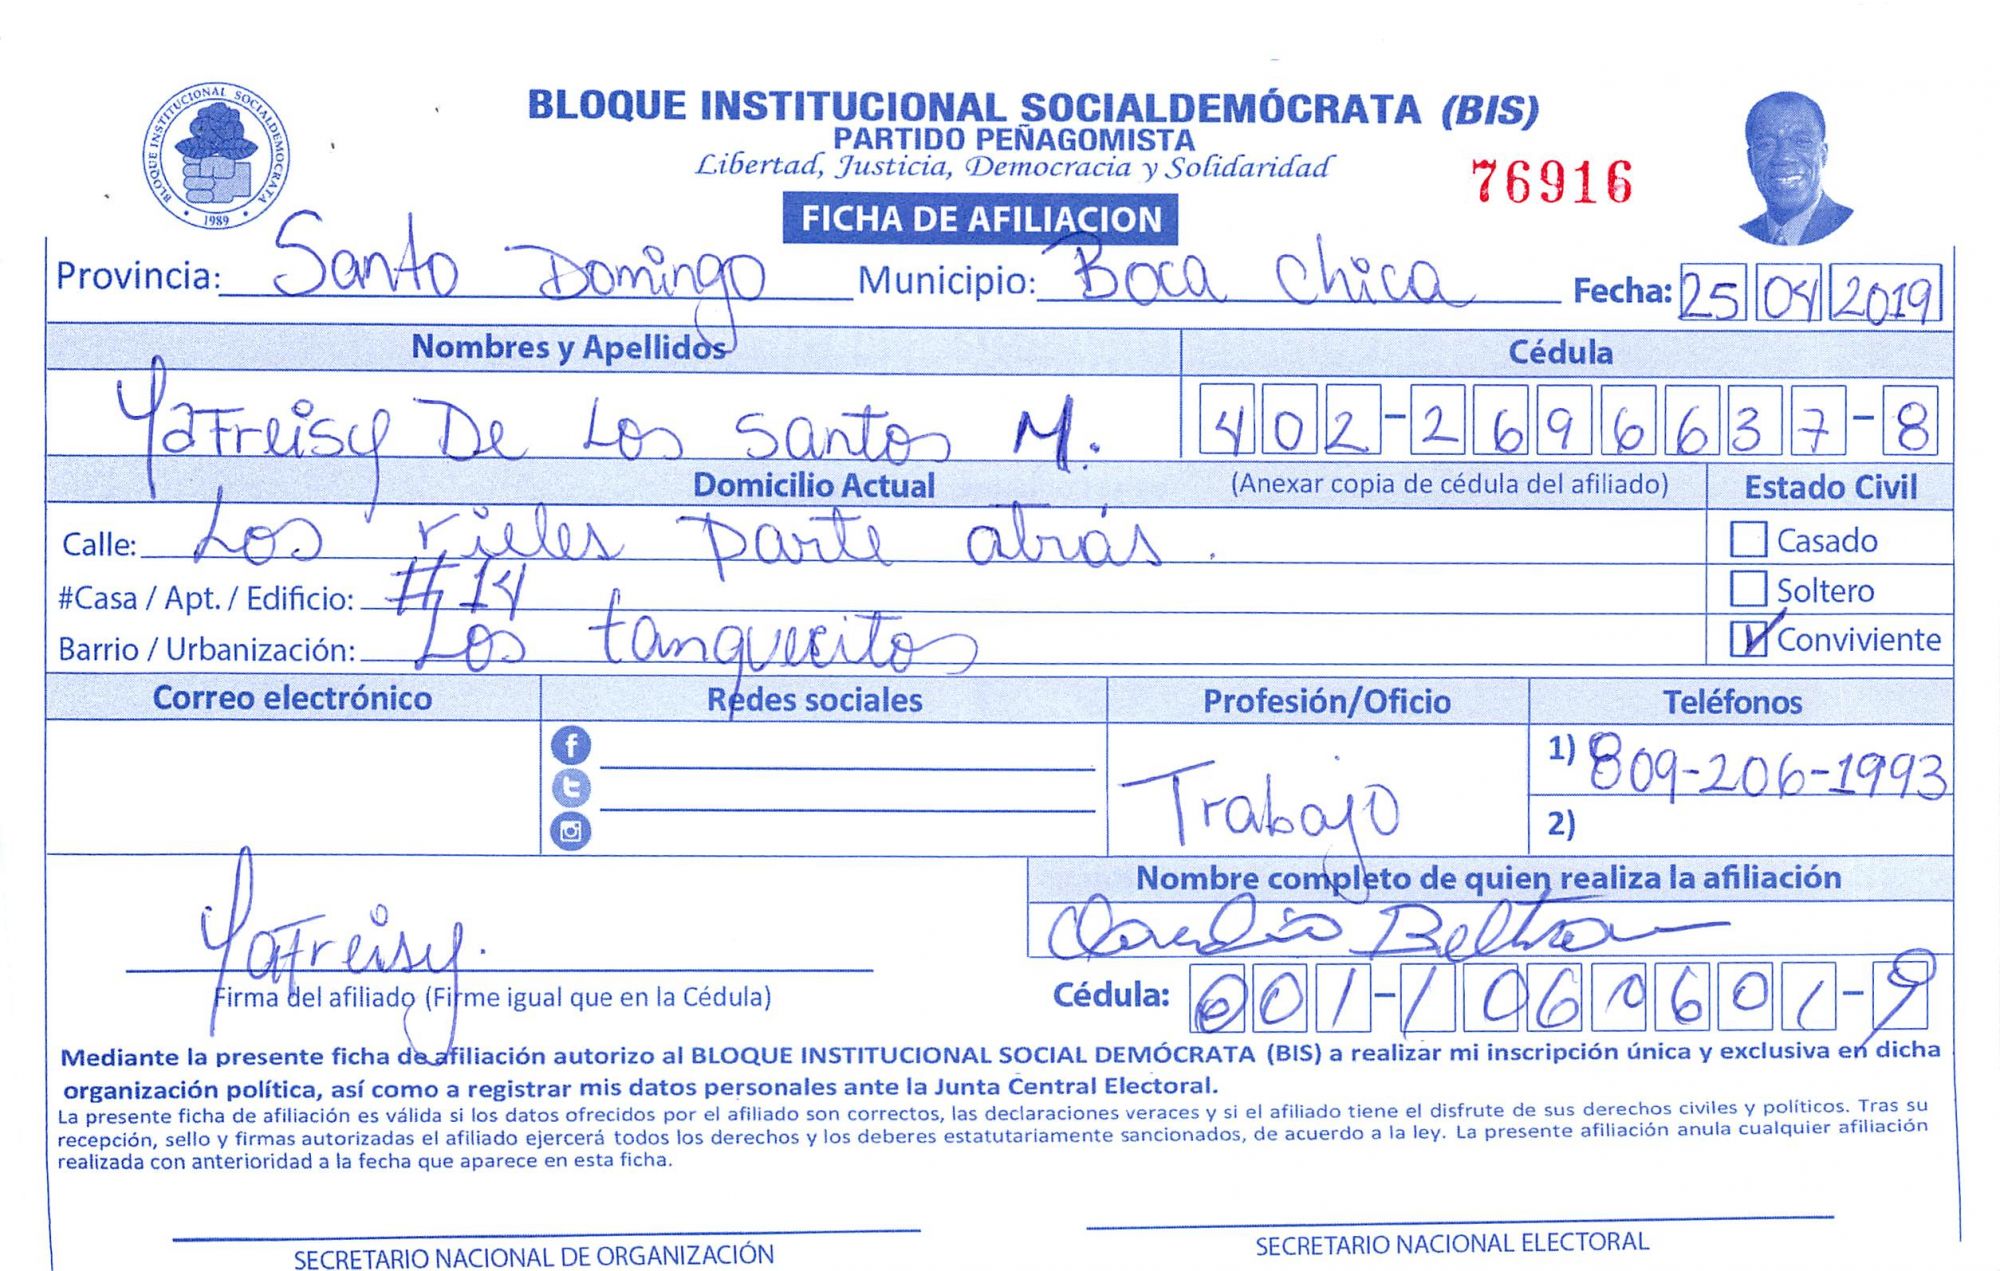 BLOQUE INSTITUCIONAL SOCIALDEMOCRATA
1989
BLOQUE INSTITUCIONAL SOCIALDEMÓCRATA (BIS)
PARTIDO PEÑAGOMISTA
Libertad, Justicia, Democracia y Solidaridad
76916
FICHA DE AFILIACION
Provincia: Santo Domingo Municipio: Boca Chica Fecha: 25 04 2019
Nombres y Apellidos Cédula
Yafreisy De Los Santos M. 402-2696637-8
Domicilio Actual (Anexar copia de cédula del afiliado) Estado Civil
Calle: Los rieles parte atrás. Casado
#Casa / Apt. / Edificio: #14 Soltero
Barrio / Urbanización: Los tanquecitos Conviviente
Correo electrónico Redes sociales Profesión/Oficio Teléfonos
Trabajo 1) 809-206-1993
2)
Nombre completo de quien realiza la afiliación
Yafreisy. Claudio Beltran
Firma del afiliado (Firme igual que en la Cédula) Cédula: 001-1060601-9
Mediante la presente ficha de afiliación autorizo al BLOQUE INSTITUCIONAL SOCIAL DEMÓCRATA (BIS) a realizar mi inscripción única y exclusiva en dicha
organización política, así como a registrar mis datos personales ante la Junta Central Electoral.
La presente ficha de afiliación es válida si los datos ofrecidos por el afiliado son correctos, las declaraciones veraces y si el afiliado tiene el disfrute de sus derechos civiles y políticos. Tras su
recepción, sello y firmas autorizadas el afiliado ejercerá todos los derechos y los deberes estatutariamente sancionados, de acuerdo a la ley. La presente afiliación anula cualquier afiliación
realizada con anterioridad a la fecha que aparece en esta ficha.
SECRETARIO NACIONAL DE ORGANIZACIÓN SECRETARIO NACIONAL ELECTORAL